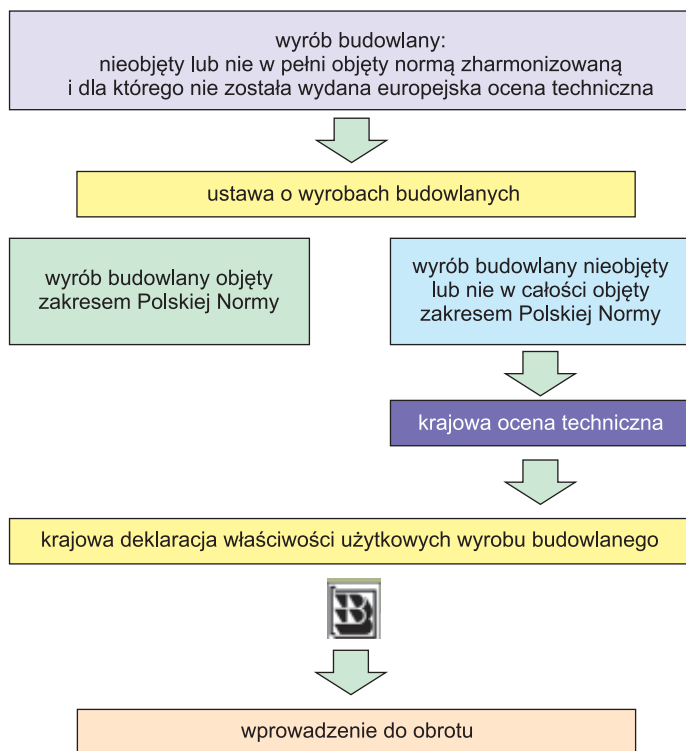 wyrób budowlany:
nieobjęty lub nie w pełni objęty normą zharmonizowaną
i dla którego nie została wydana europejska ocena techniczna
ustawa o wyrobach budowlanych
wyrób budowlany objęty
zakresem Polskiej Normy
wyrób budowlany nieobjęty
lub nie w całości objęty
zakresem Polskiej Normy
krajowa ocena techniczna
krajowa deklaracja właściwości użytkowych wyrobu budowlanego
B
wprowadzenie do obrotu